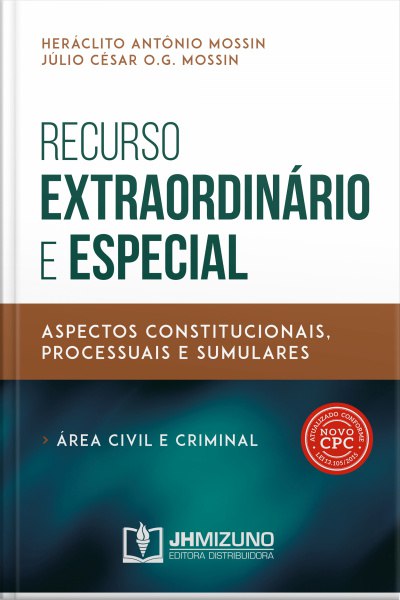 HERÁCLITO ANTÔNIO MOSSIN
JÚLIO CÉSAR O.G. MOSSIN
RECURSO
EXTRAORDINÁRIO
E ESPECIAL
ASPECTOS CONSTITUCIONAIS,
PROCESSUAIS E SUMULARES
> ÁREA CIVIL E CRIMINAL
ATUALIZADO CONFORME
NOVO
CPC
LEI 13.105/2015
JHMIZUNO
EDITORA DISTRIBUIDORA